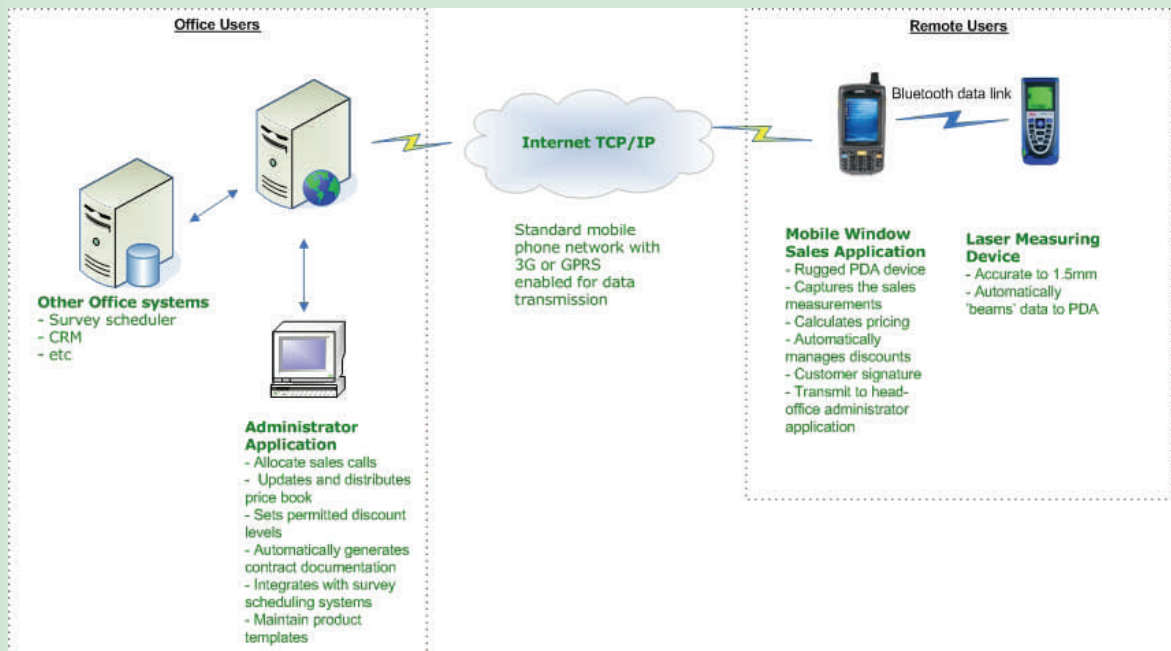 Office Users
Other Office systems
- Survey scheduler
- CRM
- etc
Administrator
Application
- Allocate sales calls
- Updates and distributes
price book
- Sets permitted discount
levels
- Automatically generates
contract documentation
- Integrates with survey
scheduling systems
- Maintain product
templates
Internet TCP/IP
Standard mobile
phone network with
3G or GPRS
enabled for data
transmission
Remote Users
Bluetooth data link
Mobile Window
Sales Application
- Rugged PDA device
- Captures the sales
measurements
- Calculates pricing
- Automatically
manages discounts
- Customer signature
- Transmit to head-
office administrator
application
Laser Measuring
Device
- Accurate to 1.5mm
- Automatically
'beams' data to PDA